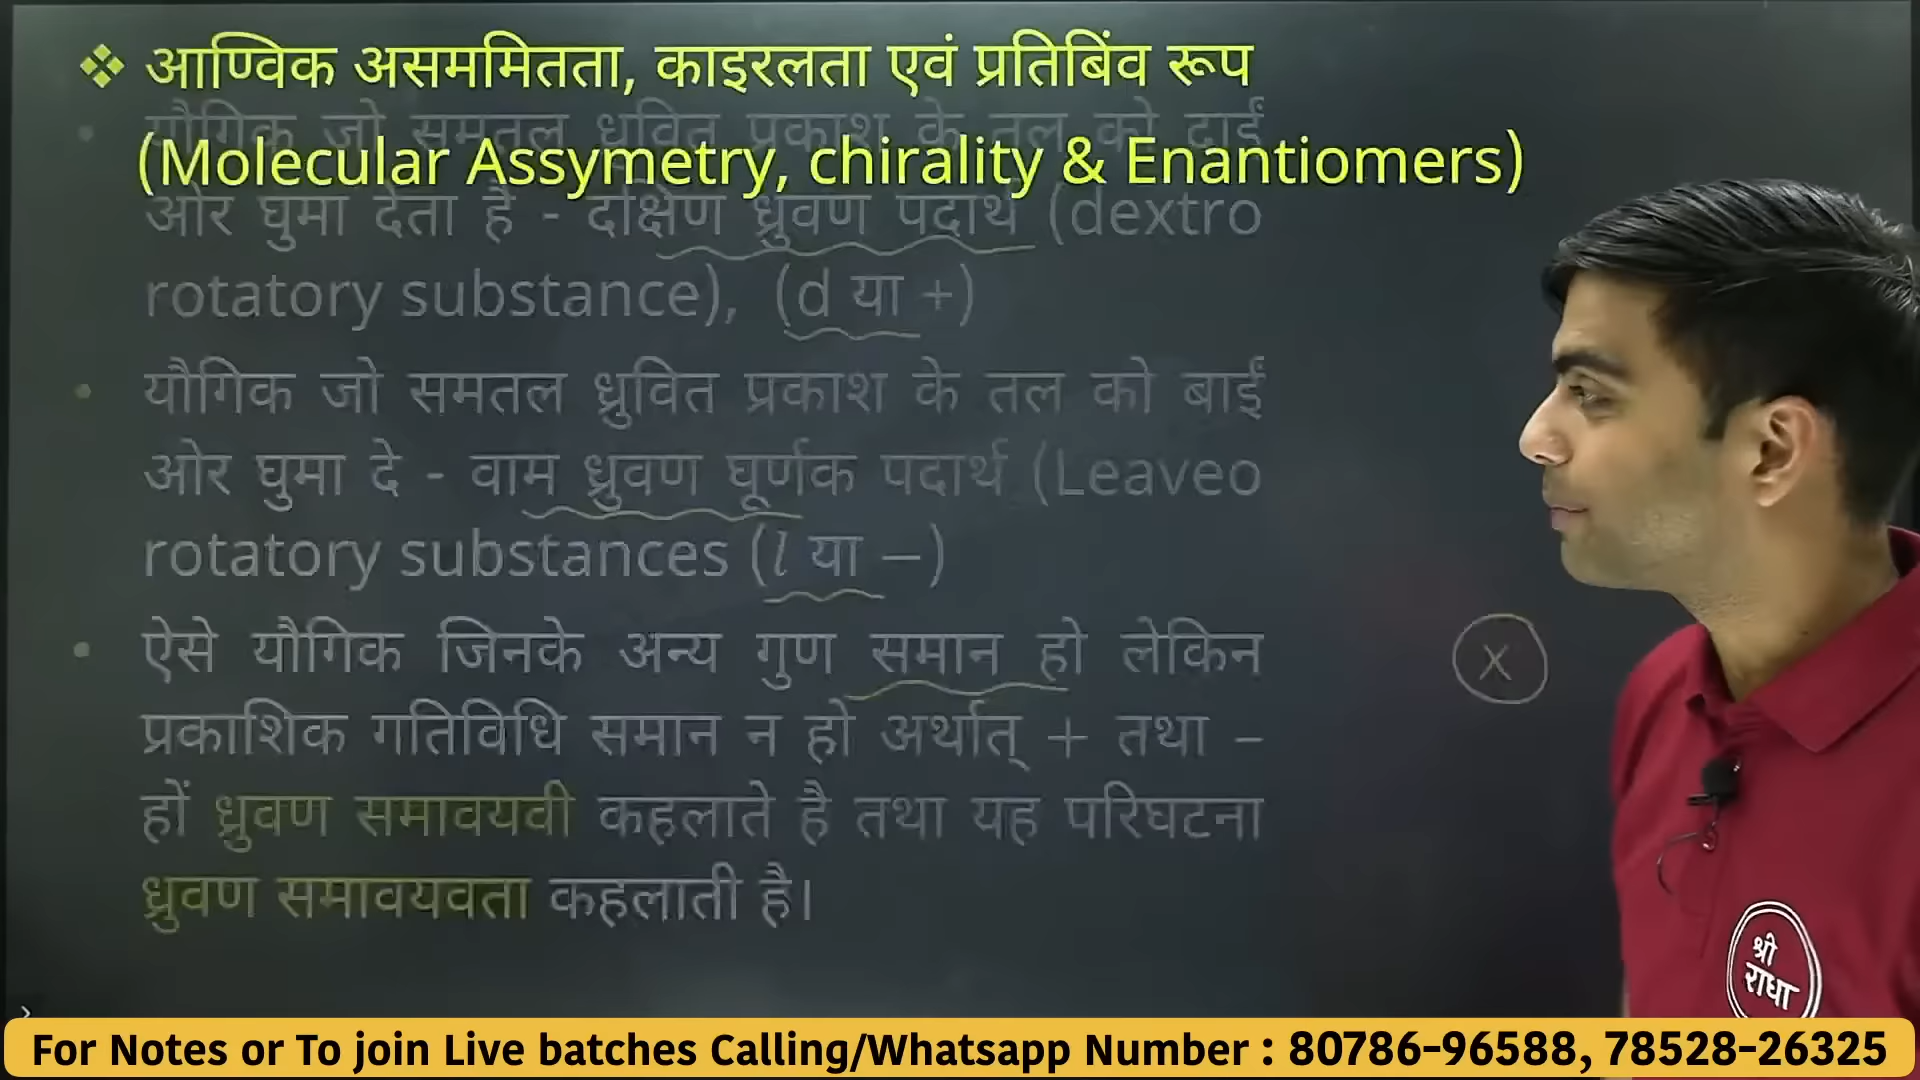 ❖ आण्विक असममितता, काइरलता एवं प्रतिबिंव रूप
(Molecular Assymetry, chirality & Enantiomers)
• यौगिक जो समतल ध्रुवित प्रकाश के तल को दाईं
ओर घुमा देता है - दक्षिण ध्रुवण पदार्थ (dextro
rotatory substance), (d या +)
• यौगिक जो समतल ध्रुवित प्रकाश के तल को बाईं
ओर घुमा दे - वाम ध्रुवण घूर्णक पदार्थ (Leaveo
rotatory substances (l या –)
• ऐसे यौगिक जिनके अन्य गुण समान हो लेकिन
प्रकाशिक गतिविधि समान न हो अर्थात् + तथा –
हों ध्रुवण समावयवी कहलाते है तथा यह परिघटना
ध्रुवण समावयवता कहलाती है।
X
श्री
राधा
For Notes or To join Live batches Calling/Whatsapp Number : 80786-96588, 78528-26325